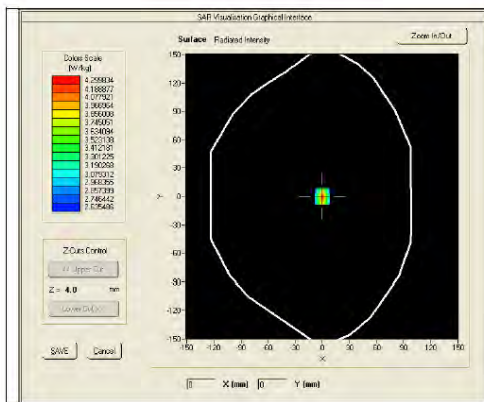 SAR Visualisation Graphical Interface
Surface Radiated Intensity
Zoom In/Out
Colors Scale
[W/kg]
4.299834
4.188877
4.077921
3.966964
3.856008
3.745051
3.634094
3.523138
3.412181
3.301225
3.190268
3.079312
2.968355
2.857399
2.746442
2.635486
150
120
90
60
30
0
-30
-60
-90
-120
-150
Y
-150 -120 -90 -60 -30 0 30 60 90 120 150
X
Z Cuts Control
Z = 4.0 mm
SAVE Cancel
0 X (mm) 0 Y (mm)